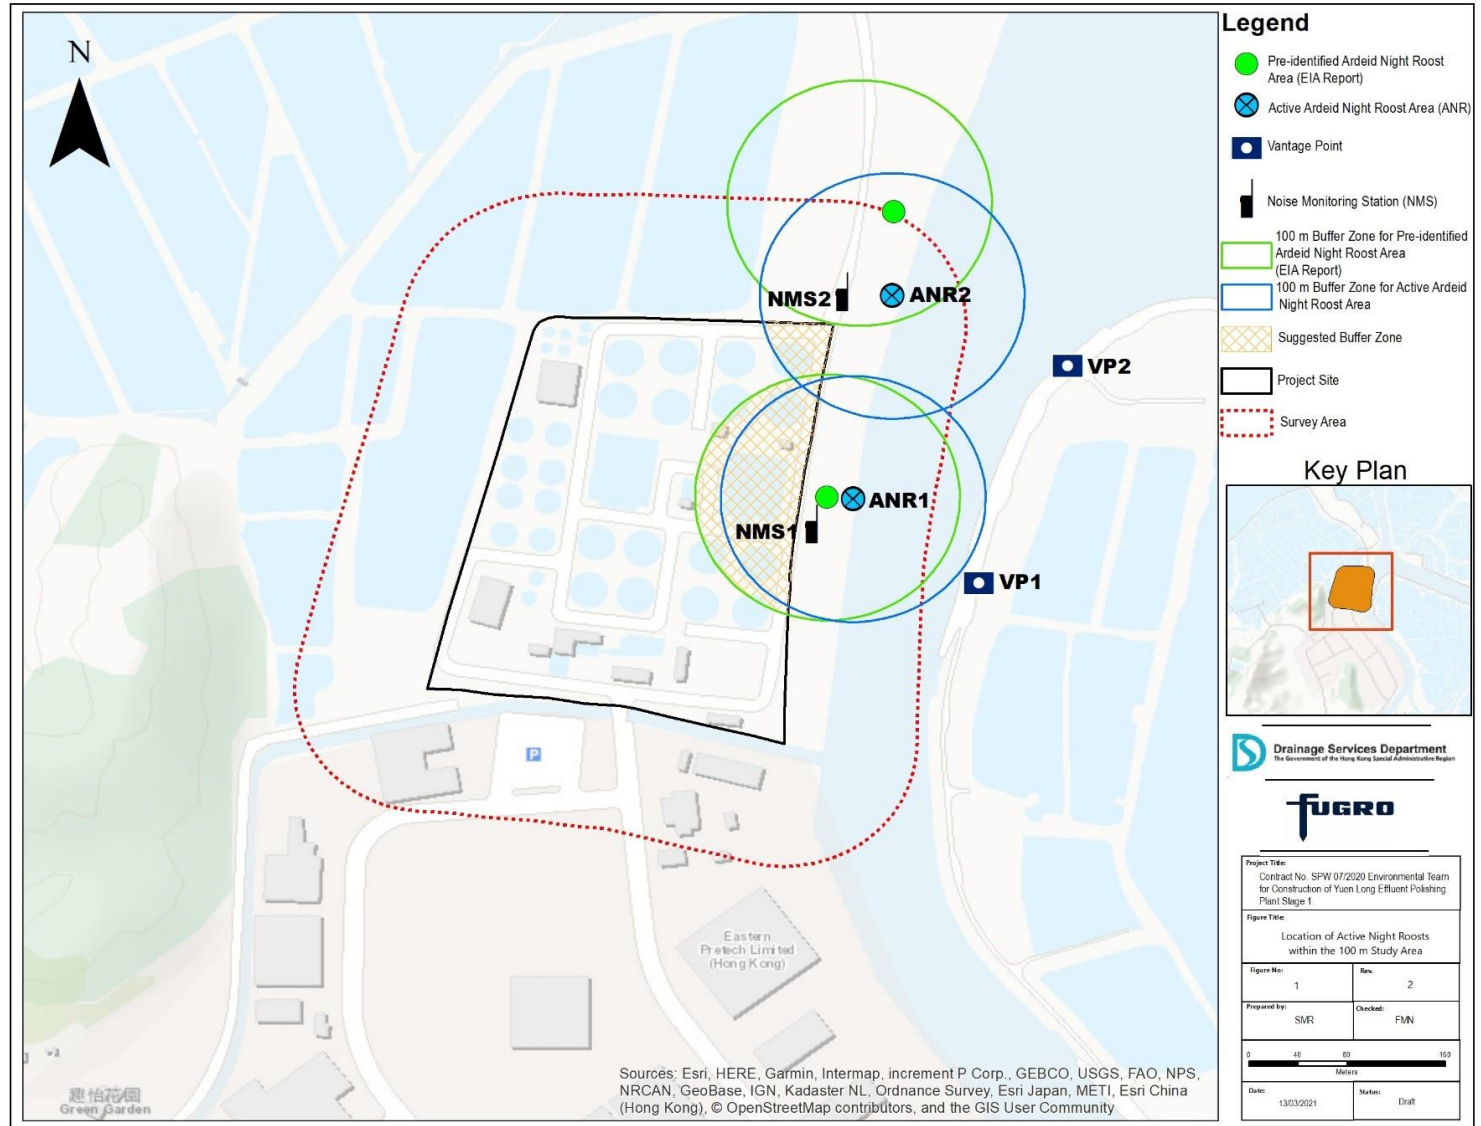 N
NMS2
ANR2
VP2
ANR1
NMS1
VP1
P
Eastern
Pretech Limited
(Hong Kong)
趣怡花園
Green Garden
Sources: Esri, HERE, Garmin, Intermap, increment P Corp., GEBCO, USGS, FAO, NPS,
NRCAN, GeoBase, IGN, Kadaster NL, Ordnance Survey, Esri Japan, METI, Esri China
(Hong Kong), © OpenStreetMap contributors, and the GIS User Community
Legend
Pre-identified Ardeid Night Roost
Area (EIA Report)
Active Ardeid Night Roost Area (ANR)
Vantage Point
Noise Monitoring Station (NMS)
100 m Buffer Zone for Pre-identified
Ardeid Night Roost Area
(EIA Report)
100 m Buffer Zone for Active Ardeid
Night Roost Area
Suggested Buffer Zone
Project Site
Survey Area
Key Plan
Drainage Services Department
The Government of the Hong Kong Special Administrative Region
FUGRO
Project Title:
Contract No. SPW 07/2020 Environmental Team
for Construction of Yuen Long Effluent Polishing
Plant Stage 1.
Figure Title:
Location of Active Night Roosts
within the 100 m Study Area
Figure No:
1
Rev.
2
Prepared by:
SMR
Checked:
FMN
0 40 80 160
Meters
Date:
13/03/2021
Status:
Draft